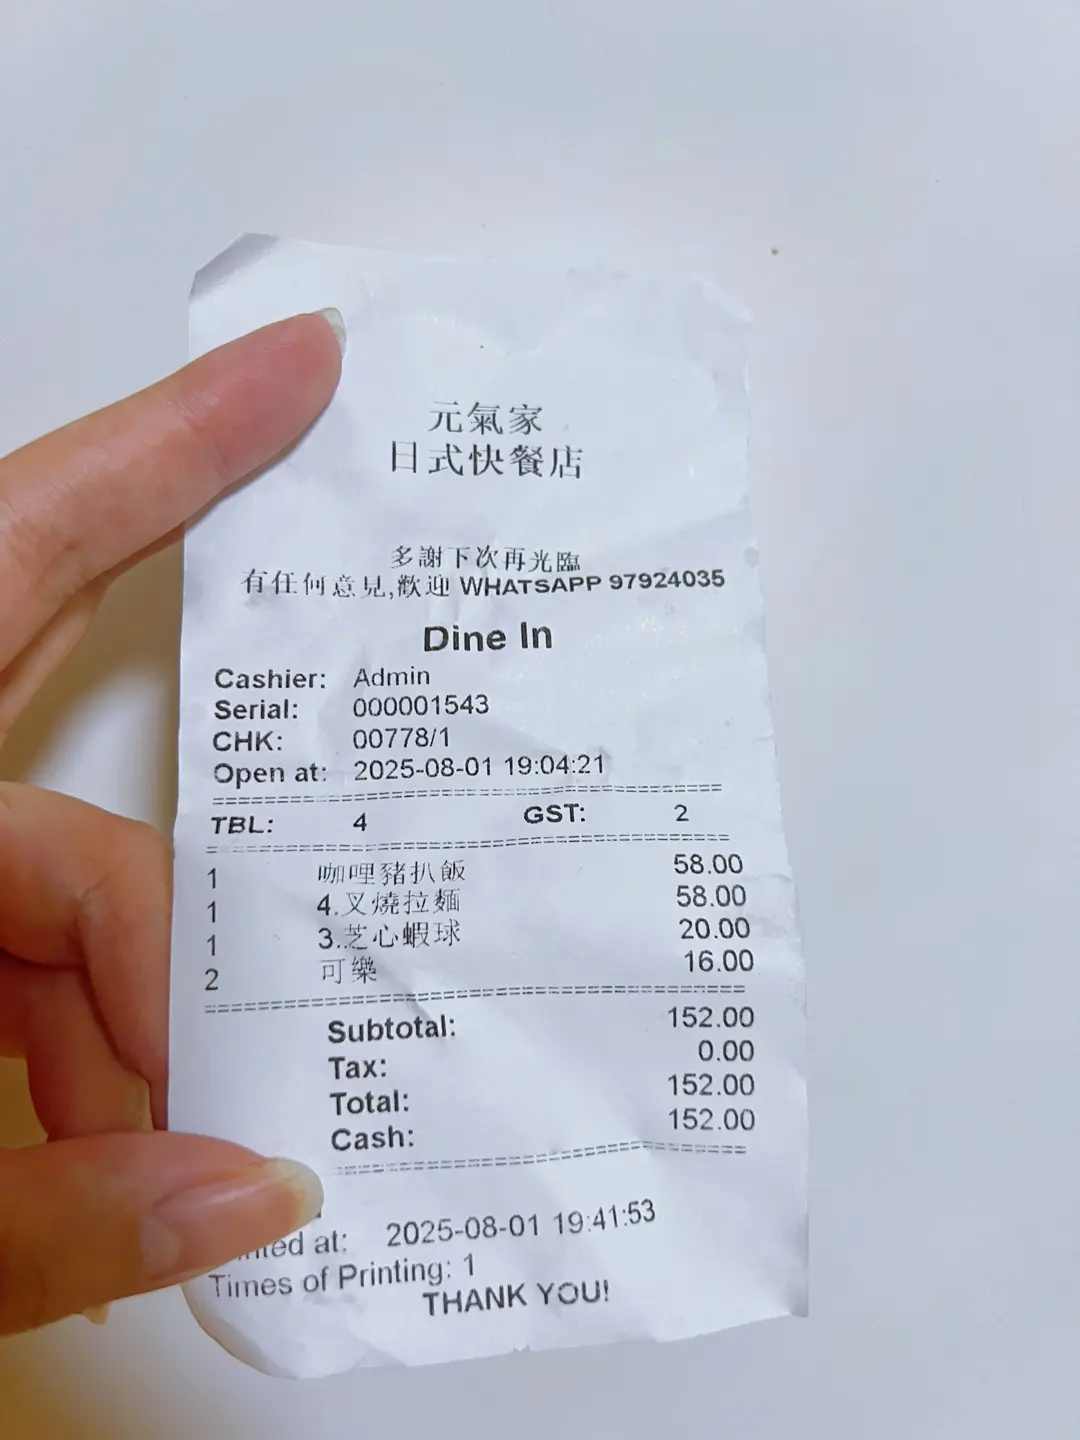 元氣家
日式快餐店
多謝下次再光臨
有任何意見,歡迎 WHATSAPP 97924035
Dine In
Cashier: Admin
Serial: 000001543
CHK: 00778/1
Open at: 2025-08-01 19:04:21
TBL: 4 GST: 2
1 咖哩豬扒飯 58.00
1 4.叉燒拉麵 58.00
1 3.芝心蝦球 20.00
2 可樂 16.00
Subtotal: 152.00
Tax: 0.00
Total: 152.00
Cash: 152.00
at: 2025-08-01 19:41:53
Times of Printing: 1
THANK YOU!